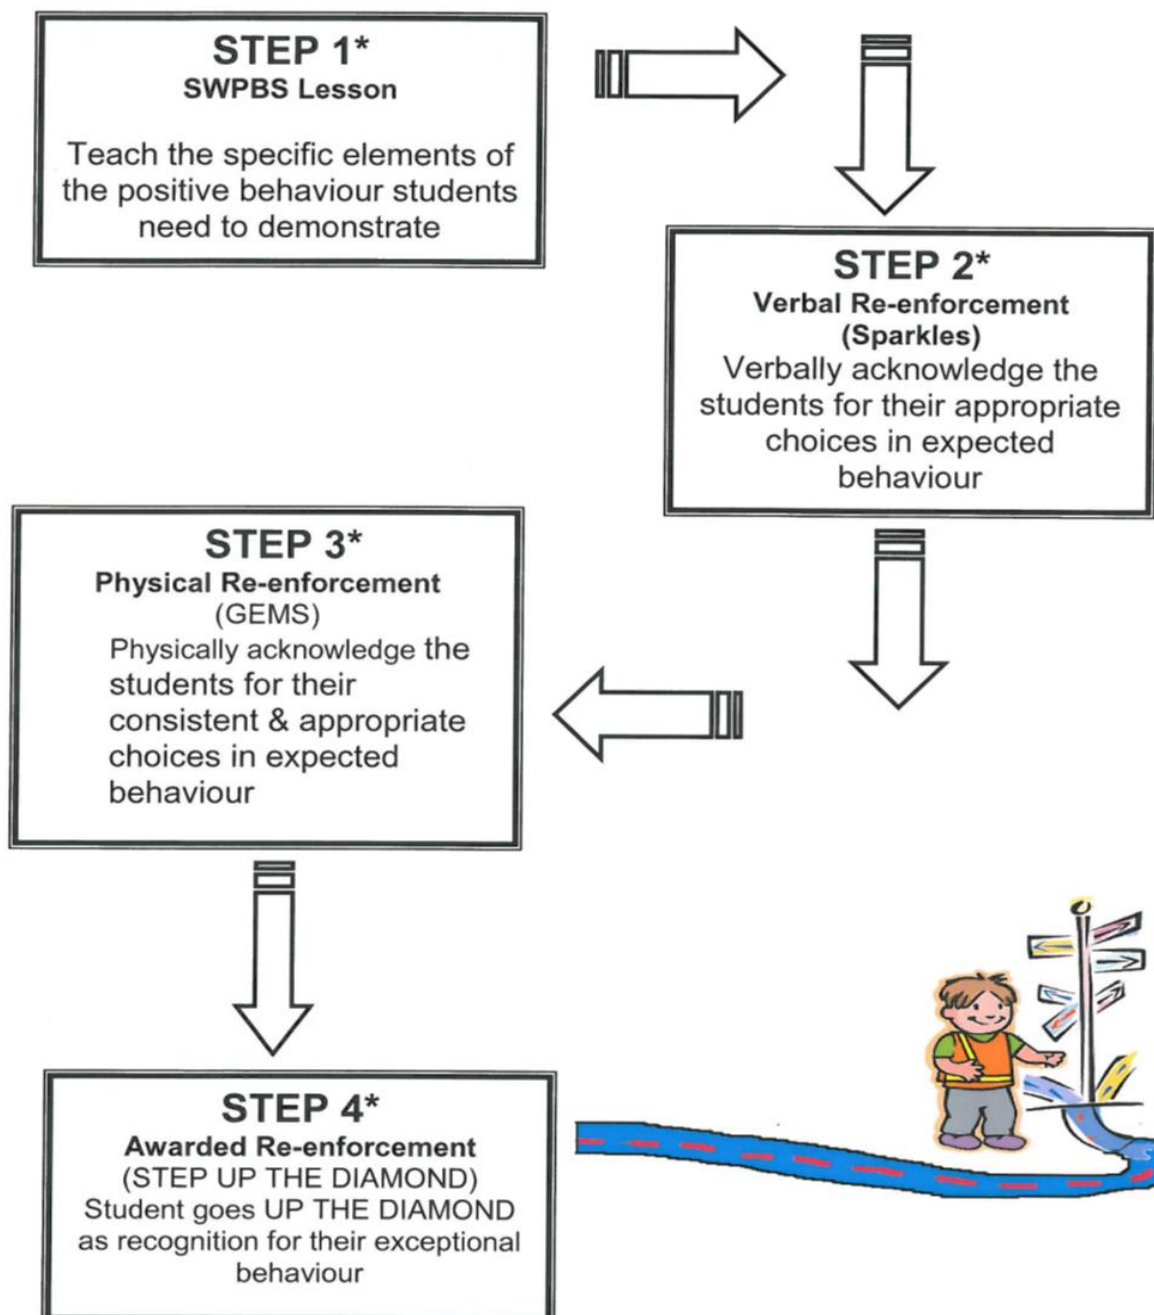 STEP 1*
SWPBS Lesson
Teach the specific elements of
the positive behaviour students
need to demonstrate
STEP 2*
Verbal Re-enforcement
(Sparkles)
Verbally acknowledge the
students for their appropriate
choices in expected
behaviour
STEP 3*
Physical Re-enforcement
(GEMS)
Physically acknowledge the
students for their
consistent & appropriate
choices in expected
behaviour
STEP 4*
Awarded Re-enforcement
(STEP UP THE DIAMOND)
Student goes UP THE DIAMOND
as recognition for their exceptional
behaviour